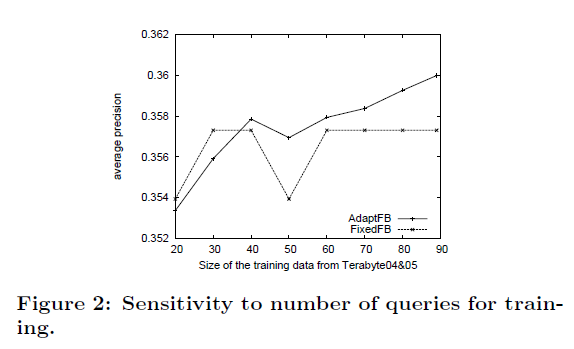 0.362
0.36
0.358
0.356
0.354
0.352
average precision
AdaptFB
FixedFB
20 30 40 50 60 70 80 90
Size of the training data from Terabyte04&05
Figure 2: Sensitivity to number of queries for train-
ing.